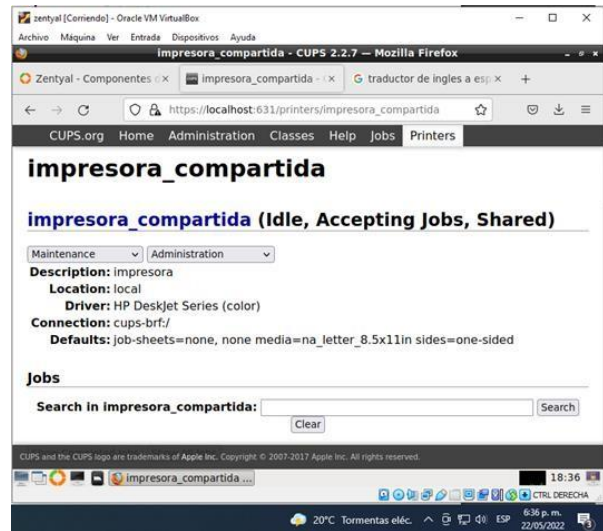 zentyal [Corriendo] - Oracle VM VirtualBox
Archivo Máquina Ver Entrada Dispositivos Ayuda
impresora_compartida - CUPS 2.2.7 — Mozilla Firefox
Zentyal - Componentes d impresora_compartida - G traductor de ingles a esp +
https://localhost:631/printers/impresora_compartida
CUPS.org Home Administration Classes Help Jobs Printers
impresora_compartida
impresora_compartida (Idle, Accepting Jobs, Shared)
Maintenance Administration
Description: impresora
Location: local
Driver: HP DeskJet Series (color)
Connection: cups-brf:/
Defaults: job-sheets=none, none media=na_letter_8.5x11in sides=one-sided
Jobs
Search in impresora_compartida: Search
Clear
CUPS and the CUPS logo are trademarks of Apple Inc. Copyright © 2007-2017 Apple Inc. All rights reserved.
impresora_compartida ... 18:36
CTRL DERECHA
20°C Tormentas eléc. ESP 6:36 p. m.
22/05/2022